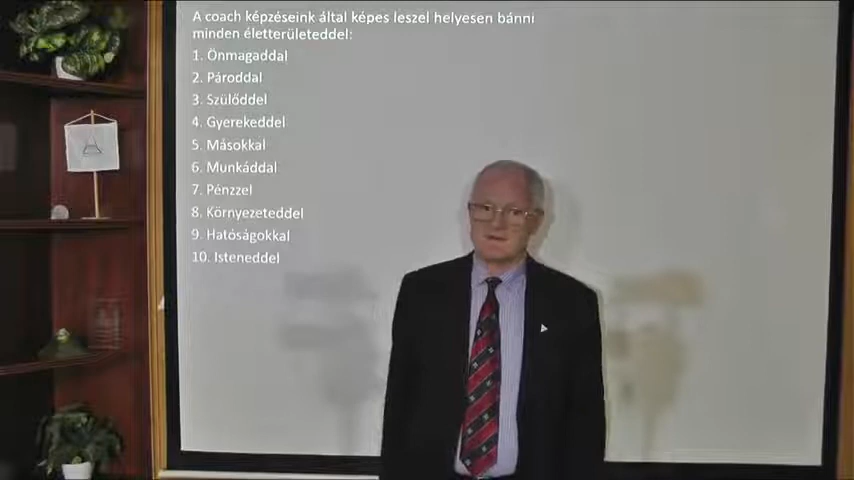 A coach képzéseink által képes leszel helyesen bánni
minden életterületeddel:
1. Önmagaddal
2. Pároddal
3. Szülőddel
4. Gyerekeddel
5. Másokkal
6. Munkáddal
7. Pénzzel
8. Környezeteddel
9. Hatóságokkal
10. Isteneddel